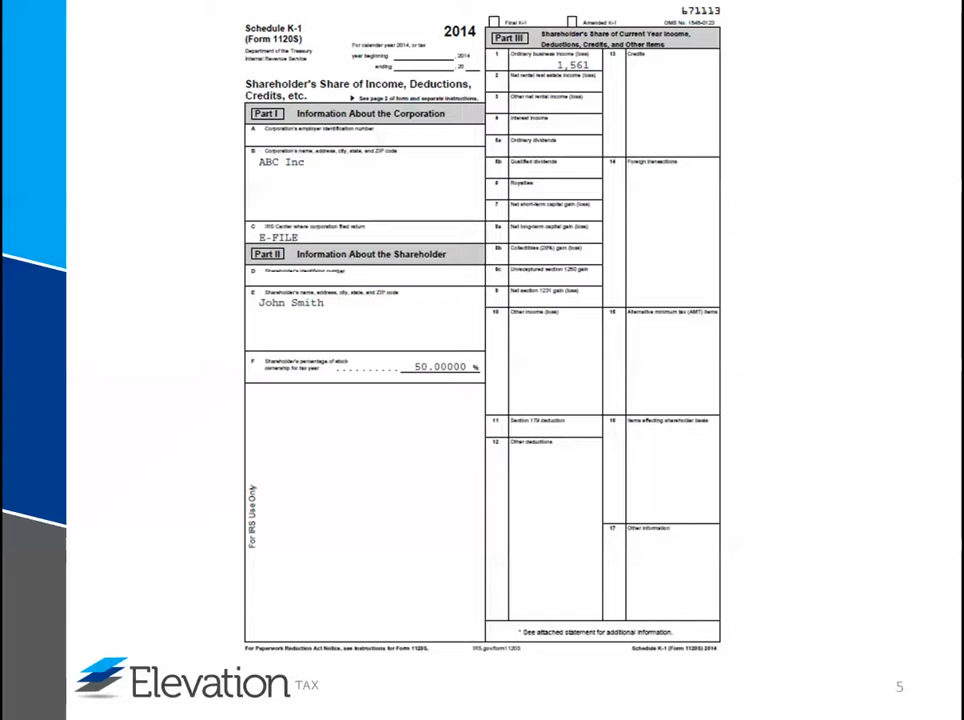 671113
Final K-1
Amended K-1
OMB No. 1545-0123
Schedule K-1
(Form 1120S)
2014
Department of the Treasury
Internal Revenue Service
For calendar year 2014, or tax
year beginning , 2014
ending , 20
Shareholder's Share of Income, Deductions,
Credits, etc.
► See page 2 of form and separate instructions.
Part I Information About the Corporation
A Corporation's employer identification number
B Corporation's name, address, city, state, and ZIP code
ABC Inc
C IRS Center where corporation filed return
E-FILE
Part II Information About the Shareholder
D Shareholder's identifying number
E Shareholder's name, address, city, state, and ZIP code
John Smith
F Shareholder's percentage of stock
ownership for tax year . . . . . . . . . . 50.00000 %
For IRS Use Only
Part III Shareholder's Share of Current Year Income,
Deductions, Credits, and Other Items
1 Ordinary business income (loss)
1,561
2 Net rental real estate income (loss)
3 Other net rental income (loss)
4 Interest income
5a Ordinary dividends
5b Qualified dividends
6 Royalties
7 Net short-term capital gain (loss)
8a Net long-term capital gain (loss)
8b Collectibles (28%) gain (loss)
8c Unrecaptured section 1250 gain
9 Net section 1231 gain (loss)
10 Other income (loss)
11 Section 179 deduction
12 Other deductions
13 Credits
14 Foreign transactions
15 Alternative minimum tax (AMT) items
16 Items affecting shareholder basis
17 Other information
* See attached statement for additional information.
For Paperwork Reduction Act Notice, see Instructions for Form 1120S.
IRS.gov/form1120S
Schedule K-1 (Form 1120S) 2014
Elevation TAX
5